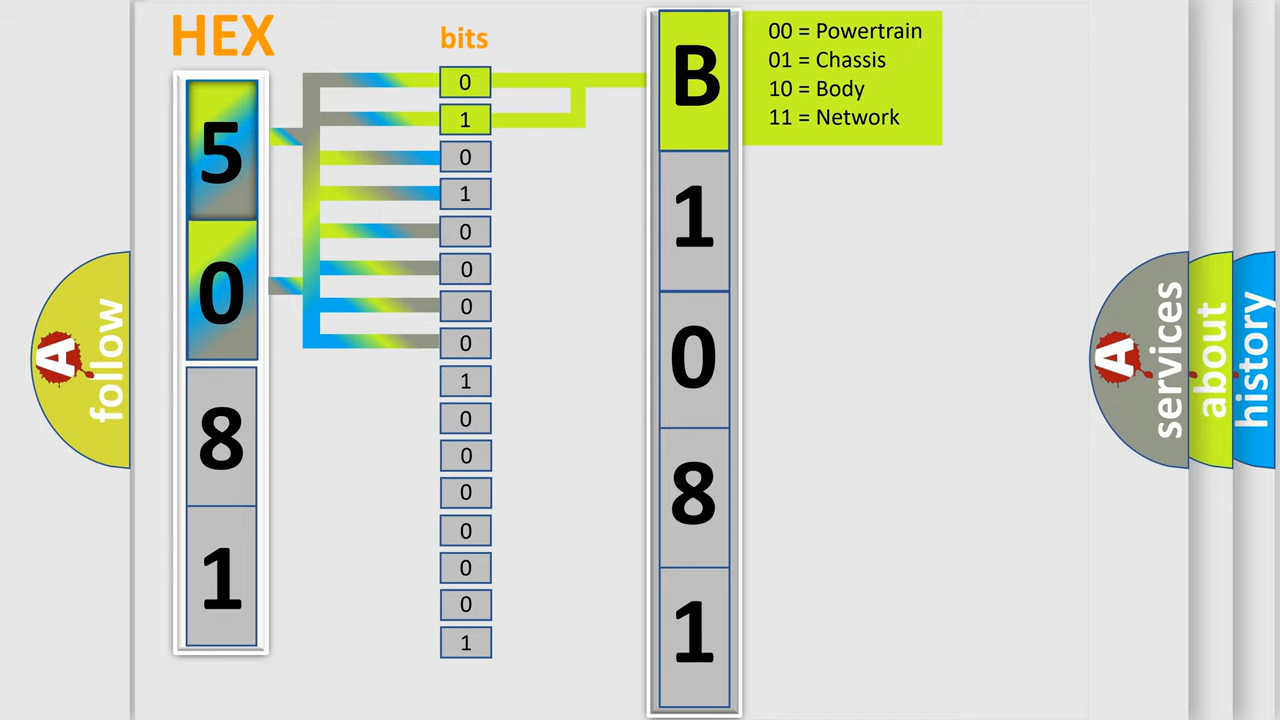 HEX
5
0
8
1
bits
0
1
0
1
0
0
0
0
1
0
0
0
0
0
0
1
B
1
0
8
1
00 = Powertrain
01 = Chassis
10 = Body
11 = Network
A
follow
A
services
about
history